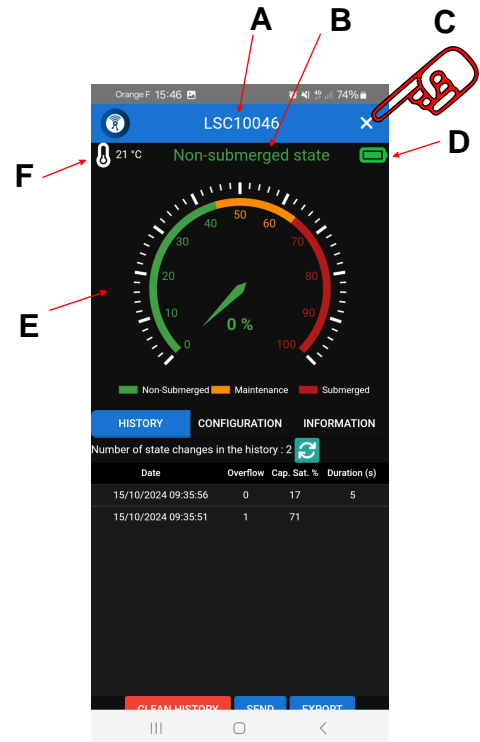 A
B
C
Orange F 15:46 74%
LSC10046
D
F
21 °C Non-submerged state
0 10 20 30 40 50 60 70 80 90 100
0 %
E
Non-Submerged Maintenance Submerged
HISTORY CONFIGURATION INFORMATION
Number of state changes in the history : 2
Date Overflow Cap. Sat. % Duration (s)
15/10/2024 09:35:56 0 17 5
15/10/2024 09:35:51 1 71
CLEAN HISTORY SEND EXPORT